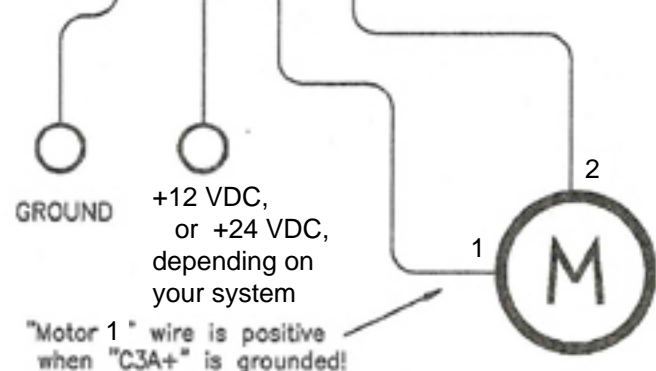 2
GROUND
+12 VDC,
or +24 VDC,
depending on
your system
1
M
"Motor 1" wire is positive
when "C3A+" is grounded!